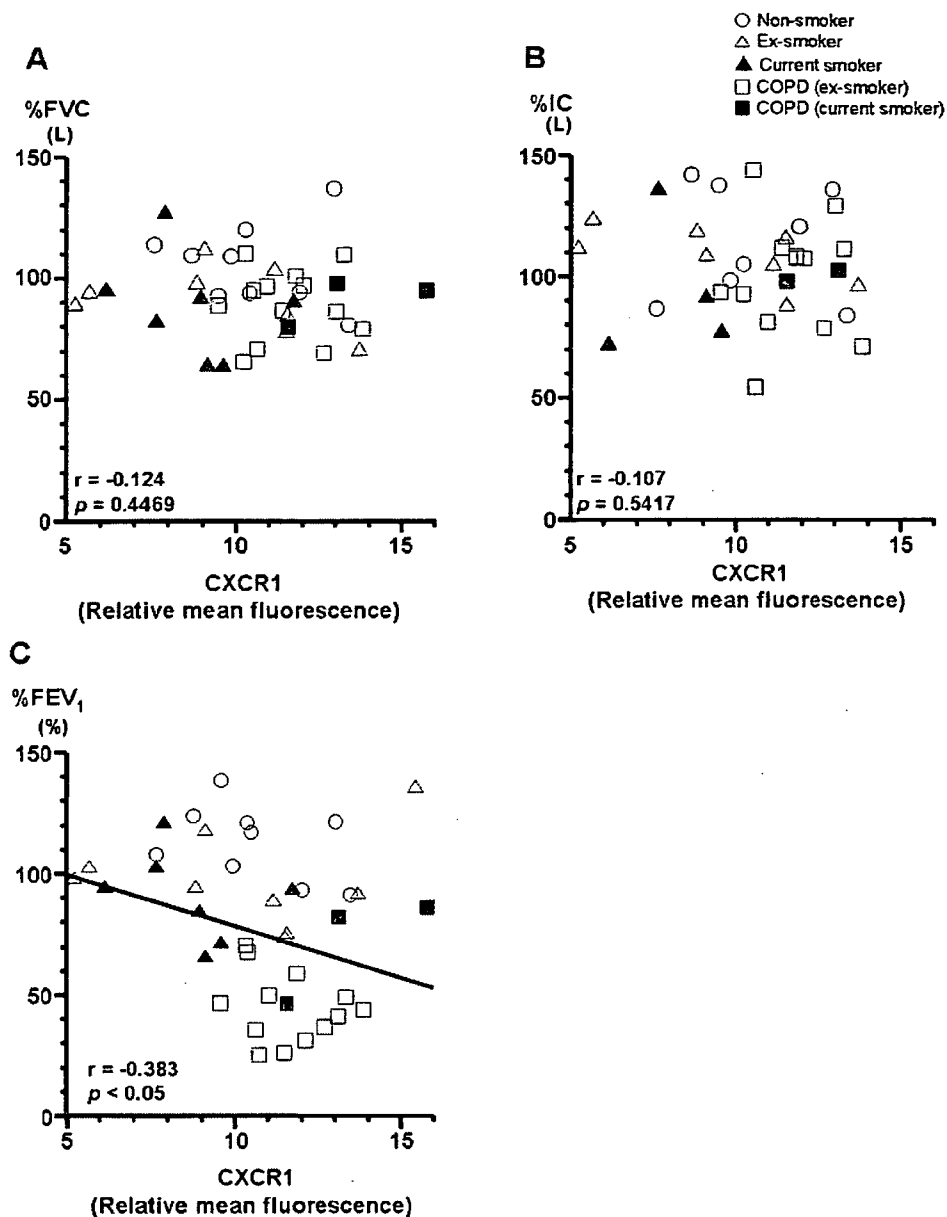 A
%FVC
(L)
150
100
50
0
r = -0.124
p = 0.4469
5
10
15
CXCR1
(Relative mean fluorescence)
B
Non-smoker
Ex-smoker
Current smoker
COPD (ex-smoker)
COPD (current smoker)
%IC
(L)
150
100
50
0
r = -0.107
p = 0.5417
5
10
15
CXCR1
(Relative mean fluorescence)
C
%FEV₁
(%)
150
100
50
0
r = -0.383
p < 0.05
5
10
15
CXCR1
(Relative mean fluorescence)